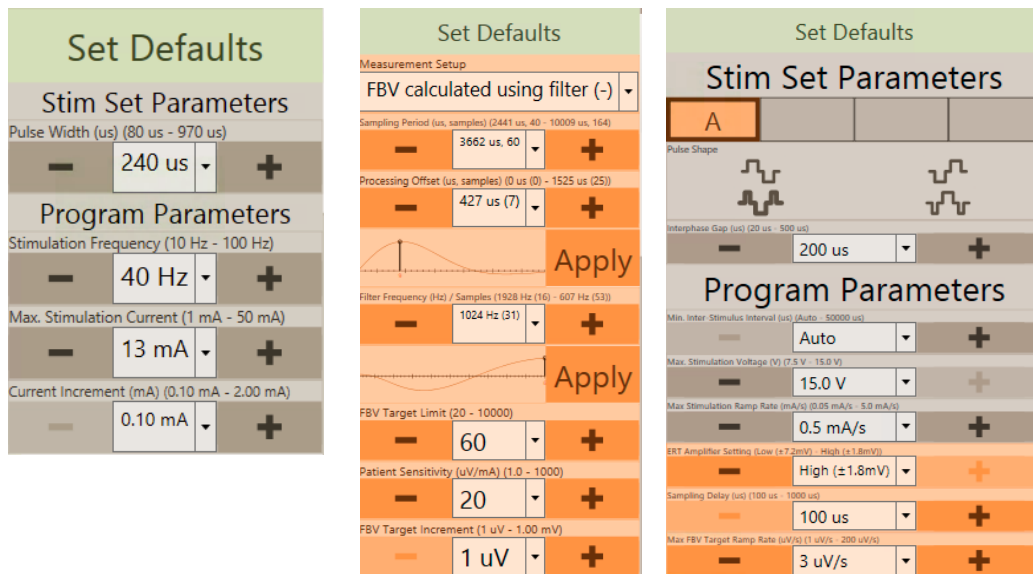 Set Defaults
Stim Set Parameters
Pulse Width (us) (80 us - 970 us)
240 us
Program Parameters
Stimulation Frequency (10 Hz - 100 Hz)
40 Hz
Max. Stimulation Current (1 mA - 50 mA)
13 mA
Current Increment (mA) (0.10 mA - 2.00 mA)
0.10 mA
Set Defaults
Measurement Setup
FBV calculated using filter (-)
Sampling Period (us, samples) (2441 us, 40 - 10009 us, 164)
3662 us, 60
Processing Offset (us, samples) (0 us (0) - 1525 us (25))
427 us (7)
Apply
Filter Frequency (Hz) / Samples (1928 Hz (16) - 607 Hz (53))
1024 Hz (31)
Apply
FBV Target Limit (20 - 10000)
60
Patient Sensitivity (uV/mA) (1.0 - 1000)
20
FBV Target Increment (1 uV - 1.00 mV)
1 uV
Set Defaults
Stim Set Parameters
A
Pulse Shape
Interphase Gap (us) (20 us - 500 us)
200 us
Program Parameters
Min. Inter-Stimulus Interval (us) (Auto - 50000 us)
Auto
Max. Stimulation Voltage (V) (7.5 V - 15.0 V)
15.0 V
Max Stimulation Ramp Rate (mA/s) (0.05 mA/s - 5.0 mA/s)
0.5 mA/s
ERT Amplifier Setting (Low (±7.2mV) - High (±1.8mV))
High (±1.8mV)
Sampling Delay (us) (100 us - 1000 us)
100 us
Max FBV Target Ramp Rate (uV/s) (1 uV/s - 200 uV/s)
3 uV/s